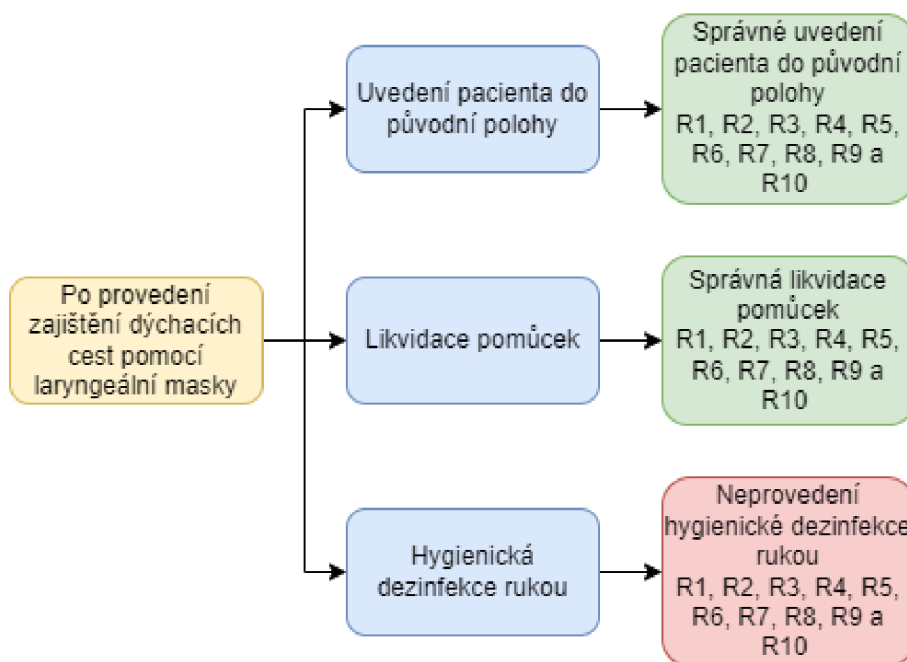 Po provedení
zajištění dýchacích
cest pomocí
laryngeální masky
Uvedení pacienta do
původní polohy
Správné uvedení
pacienta do původní
polohy
R1, R2, R3, R4, R5,
R6, R7, R8, R9 a
R10
Likvidace pomůcek
Správná likvidace
pomůcek
R1, R2, R3, R4, R5,
R6, R7, R8, R9 a
R10
Hygienická
dezinfekce rukou
Neprovedení
hygienické dezinfekce
rukou
R1, R2, R3, R4, R5,
R6, R7, R8, R9 a
R10